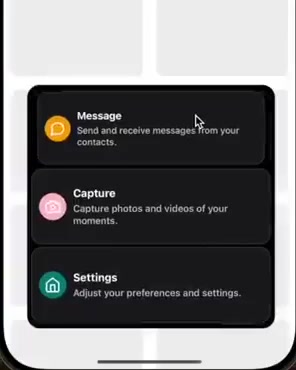 Message
Send and receive messages from your
contacts.
Capture
Capture photos and videos of your
moments.
Settings
Adjust your preferences and settings.